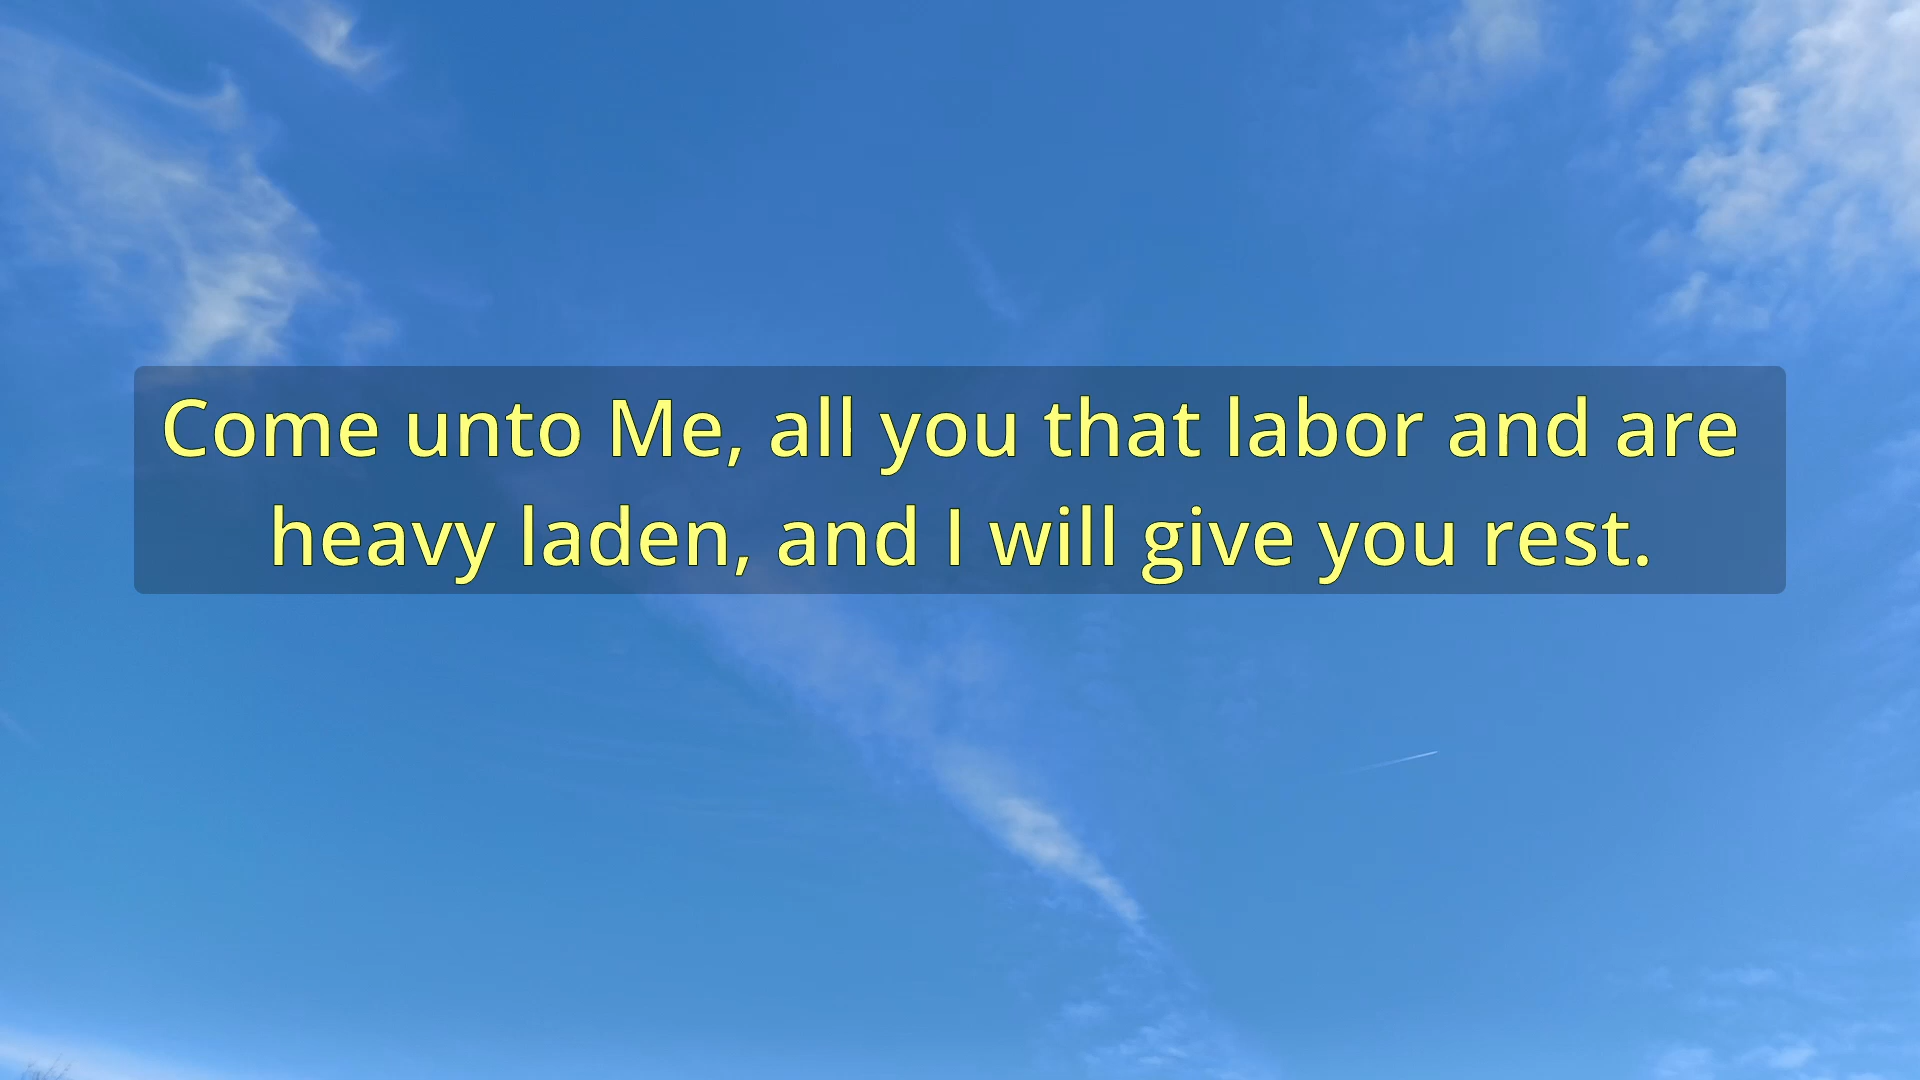 Come unto Me, all you that labor and are
heavy laden, and I will give you rest.